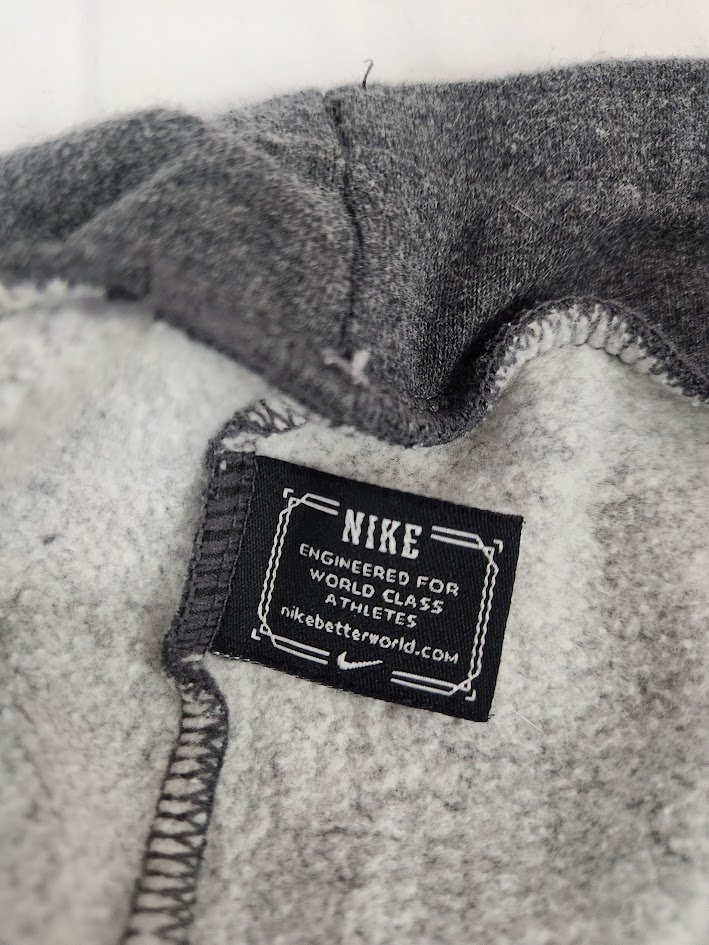 NIKE
ENGINEERED FOR
WORLD CLASS
ATHLETES
nikebetterworld.com